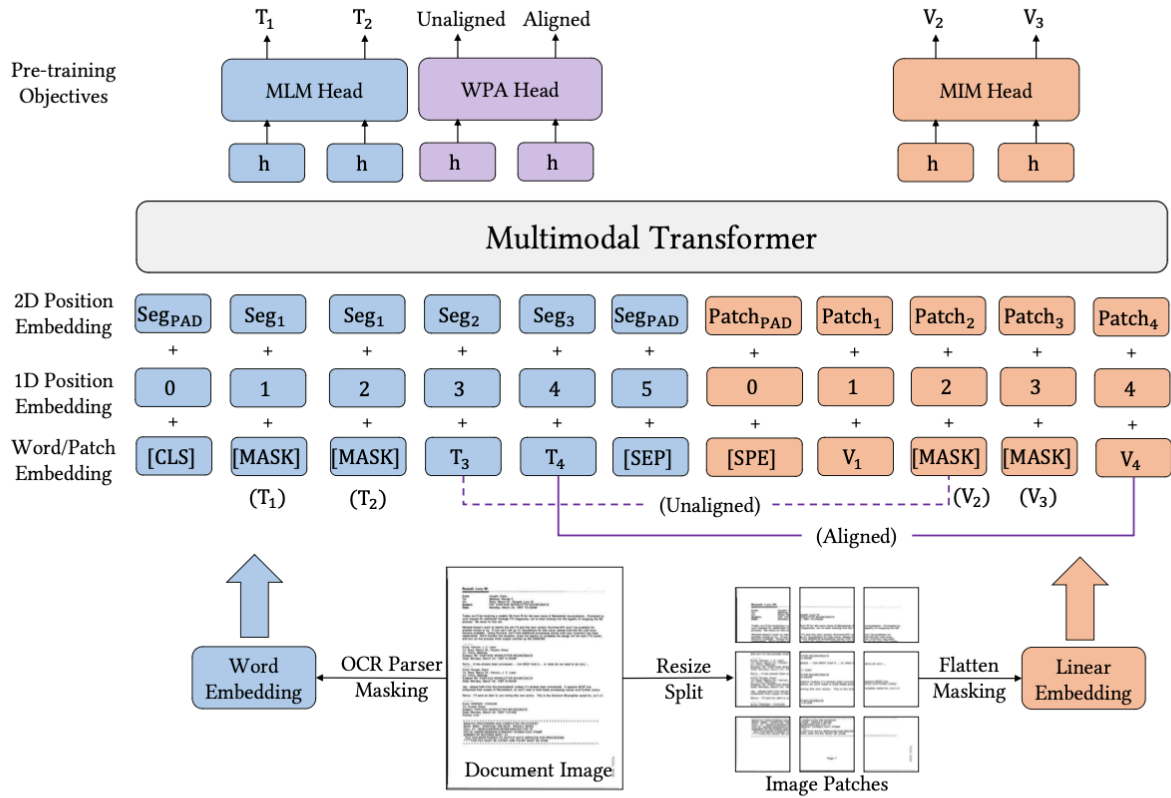 T₁ T₂ Unaligned Aligned V₂ V₃
Pre-training
Objectives
MLM Head WPA Head MIM Head
h h h h h h
Multimodal Transformer
2D Position
Embedding
Seg_PAD Seg₁ Seg₁ Seg₂ Seg₃ Seg_PAD Patch_PAD Patch₁ Patch₂ Patch₃ Patch₄
+ + + + + + + + + + +
1D Position
Embedding
0 1 2 3 4 5 0 1 2 3 4
+ + + + + + + + + + +
Word/Patch
Embedding
[CLS] [MASK] [MASK] T₃ T₄ [SEP] [SPE] V₁ [MASK] [MASK] V₄
(T₁) (T₂) (Unaligned) (V₂) (V₃)
(Aligned)
Word
Embedding
OCR Parser
Masking
Document Image
Resize
Split
Image Patches
Flatten
Masking
Linear
Embedding